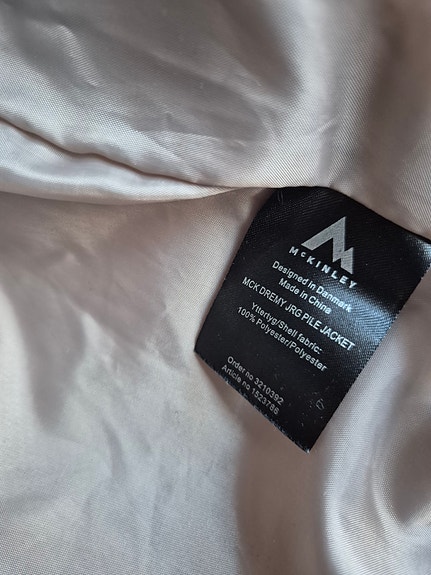 McKINLEY
Designed in Danmark
Made in China
MCK DREMY JRG PILE JACKET
Yttertyg/Shell fabric:
100% Polyester/Polyester
Order no 3210392
Article no 1523786